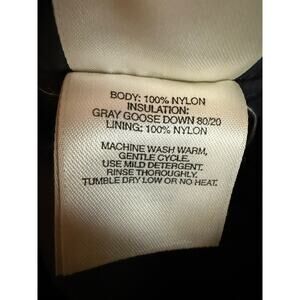 BODY: 100% NYLON
INSULATION:
GRAY GOOSE DOWN 80/20
LINING: 100% NYLON
MACHINE WASH WARM,
GENTLE CYCLE.
USE MILD DETERGENT.
RINSE THOROUGHLY.
TUMBLE DRY LOW OR NO HEAT.